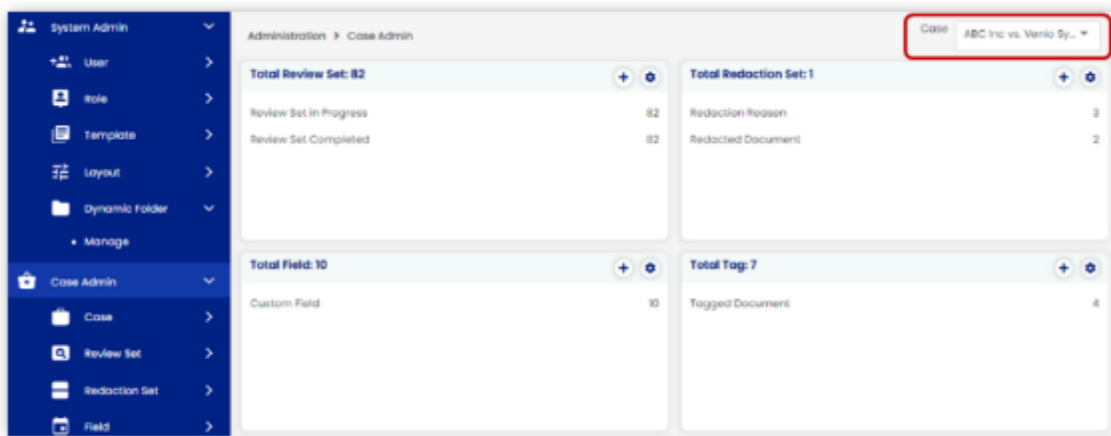 System Admin
User
Role
Template
Layout
Dynamic Folder
Manage
Case Admin
Case
Review Set
Redaction Set
Field
Administration > Case Admin
Case ABC Inc vs. Venio Sy...
Total Review Set: 82
Review Set in Progress 82
Review Set Completed 82
Total Redaction Set: 1
Redaction Reason 3
Redacted Document 2
Total Field: 10
Custom Field 10
Total Tag: 7
Tagged Document 4